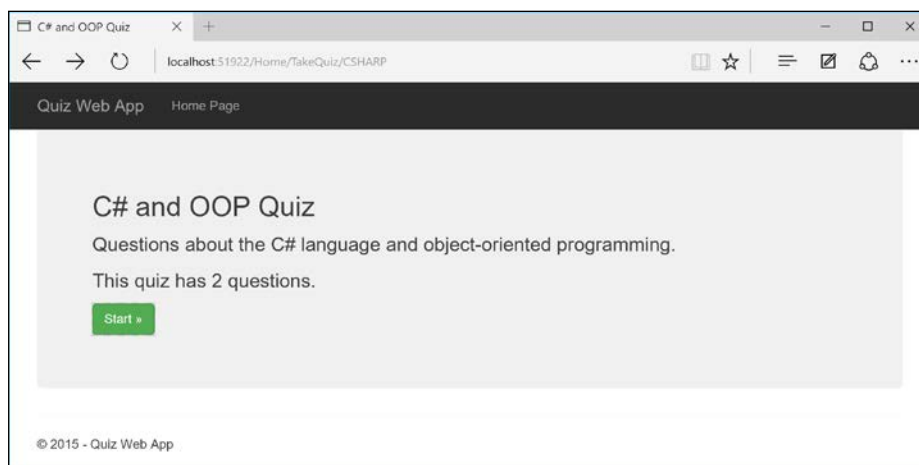 C# and OOP Quiz
localhost:51922/Home/TakeQuiz/CSHARP
Quiz Web App Home Page
C# and OOP Quiz
Questions about the C# language and object-oriented programming.
This quiz has 2 questions.
Start »
© 2015 - Quiz Web App